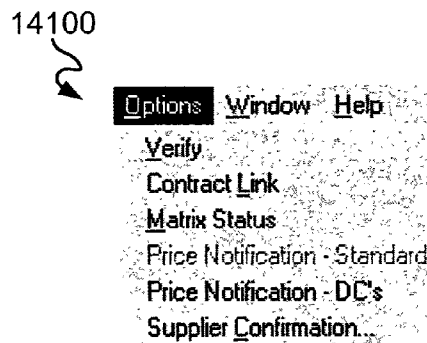 14100
Options Window Help
Verify
Contract Link
Matrix Status
Price Notification - Standard
Price Notification - DC's
Supplier Confirmation...